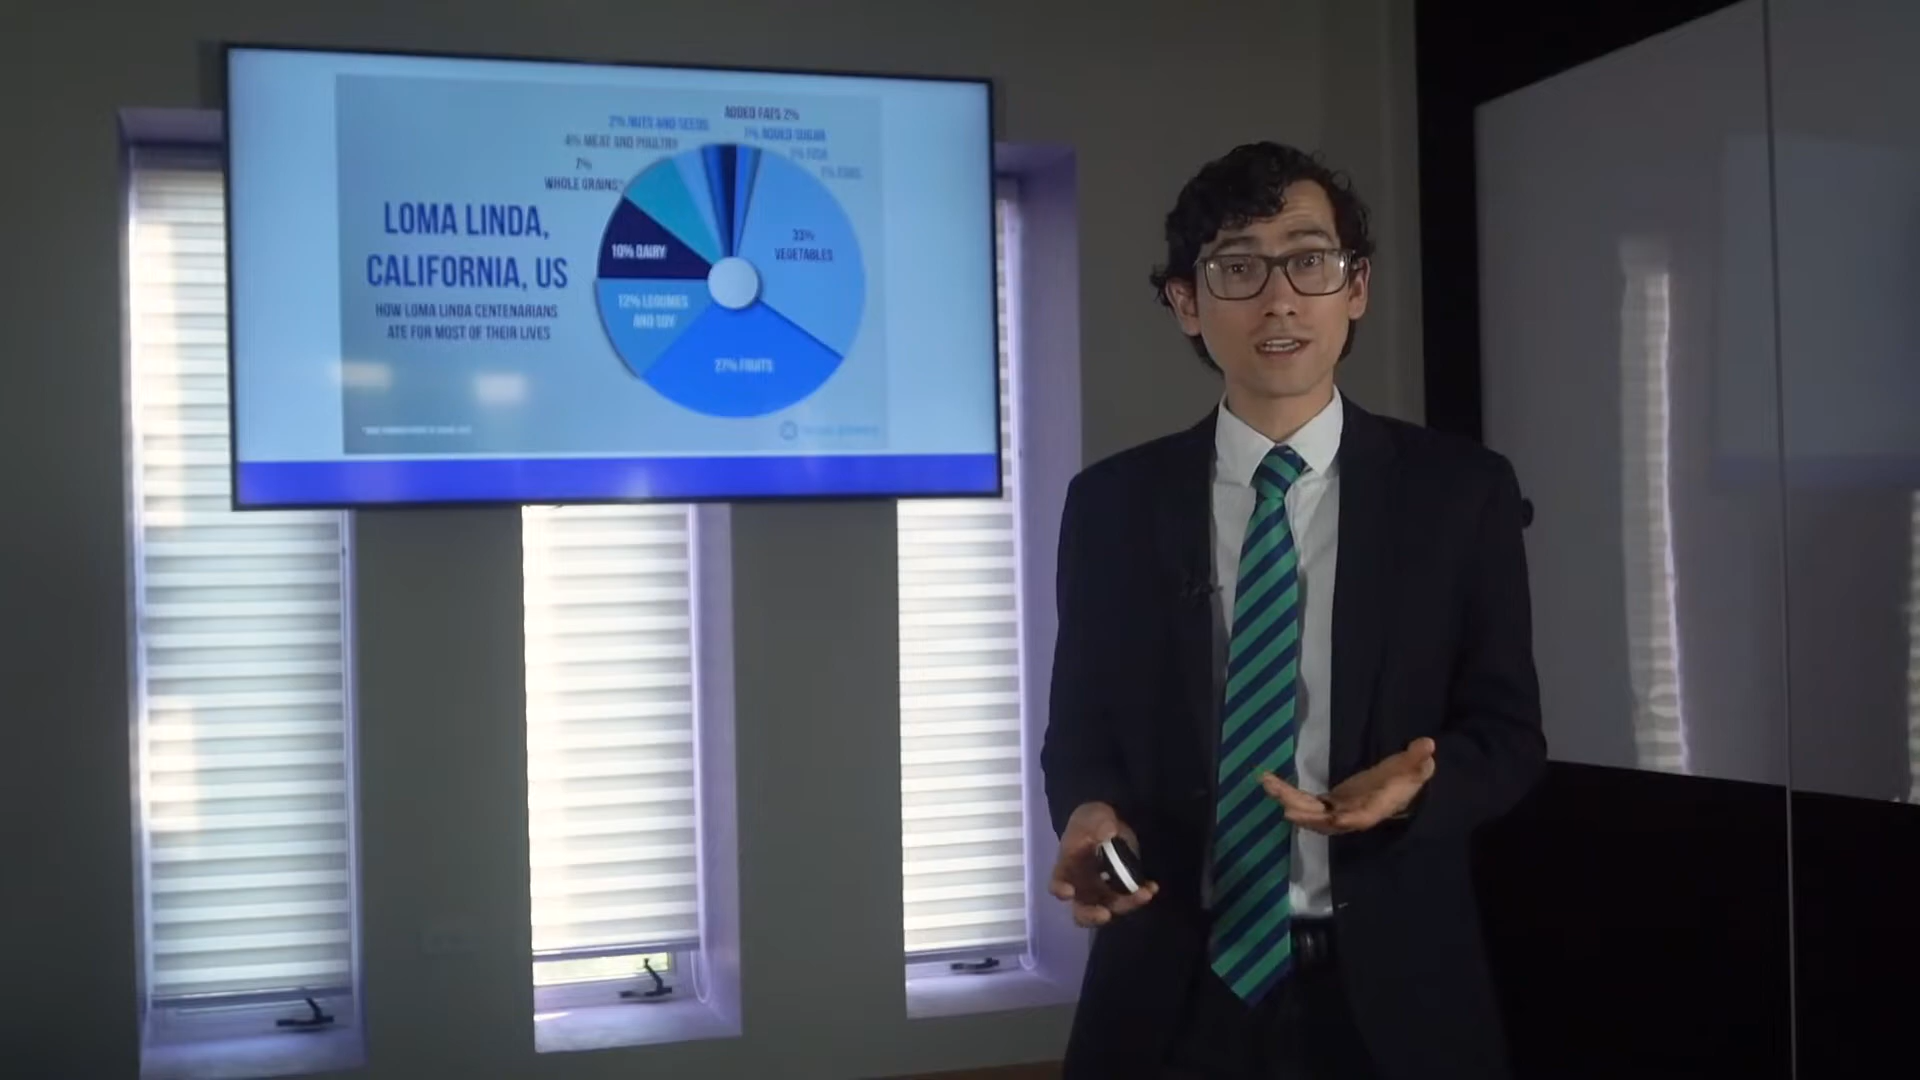 LOMA LINDA,
CALIFORNIA, US
HOW LOMA LINDA CENTENARIANS
ATE FOR MOST OF THEIR LIVES
ADDED FATS 2%
2% NUTS AND SEEDS
1% ADDED SUGAR
4% MEAT AND POULTRY
1% FISH
7%
WHOLE GRAINS*
33%
VEGETABLES
10% DAIRY
12% LEGUMES
AND SOY
27% FRUITS